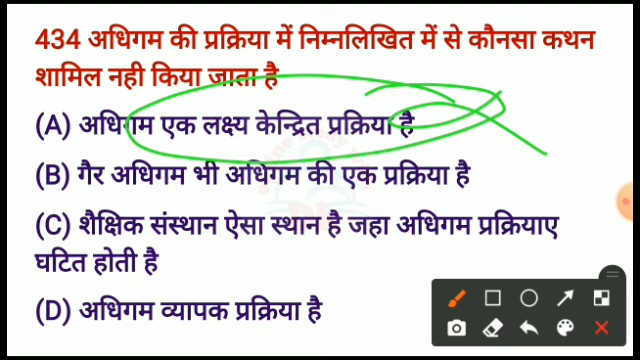 434 अधिगम की प्रक्रिया में निम्नलिखित में से कौनसा कथन
शामिल नही किया जाता है
(A) अधिगम एक लक्ष्य केन्द्रित प्रक्रिया है
(B) गैर अधिगम भी अधिगम की एक प्रक्रिया है
(C) शैक्षिक संस्थान ऐसा स्थान है जहा अधिगम प्रक्रियाए
घटित होती है
(D) अधिगम व्यापक प्रक्रिया है